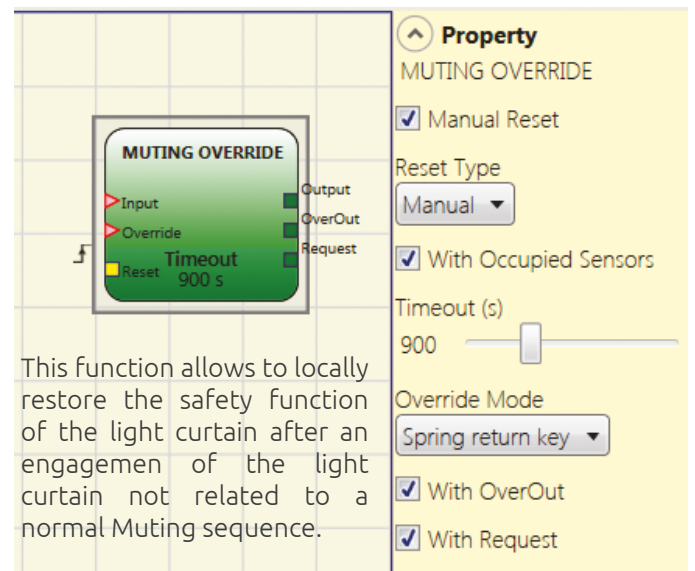 MUTING OVERRIDE
Input
Override
Reset
Timeout
900 s
Output
OverOut
Request
This function allows to locally
restore the safety function
of the light curtain after an
engagemen of the light
curtain not related to a
normal Muting sequence.
Property
MUTING OVERRIDE
Manual Reset
Reset Type
Manual
With Occupied Sensors
Timeout (s)
900
Override Mode
Spring return key
With OverOut
With Request